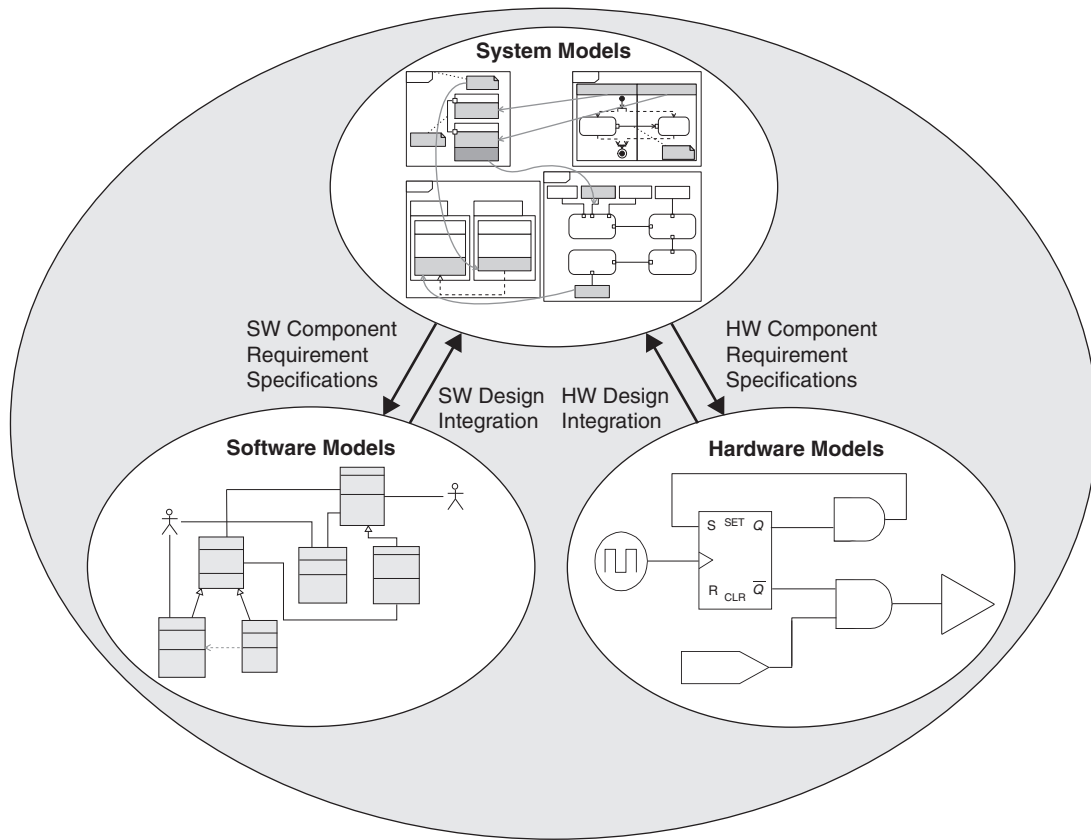 System Models
SW Component
Requirement
Specifications
HW Component
Requirement
Specifications
SW Design
Integration
HW Design
Integration
Software Models
Hardware Models
S SET Q
R CLR Q̅